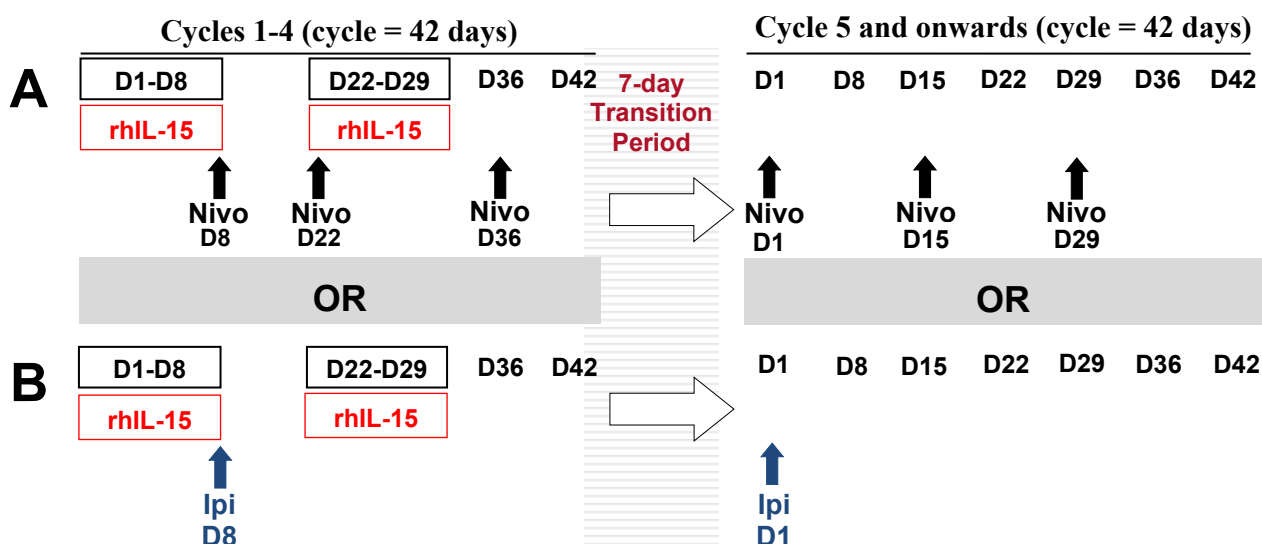 Cycles 1-4 (cycle = 42 days)
Cycle 5 and onwards (cycle = 42 days)
A
D1-D8
D22-D29
D36
D42
rhIL-15
rhIL-15
7-day
Transition
Period
D1
D8
D15
D22
D29
D36
D42
Nivo
D8
Nivo
D22
Nivo
D36
Nivo
D1
Nivo
D15
Nivo
D29
OR
OR
B
D1-D8
D22-D29
D36
D42
rhIL-15
rhIL-15
D1
D8
D15
D22
D29
D36
D42
Ipi
D8
Ipi
D1